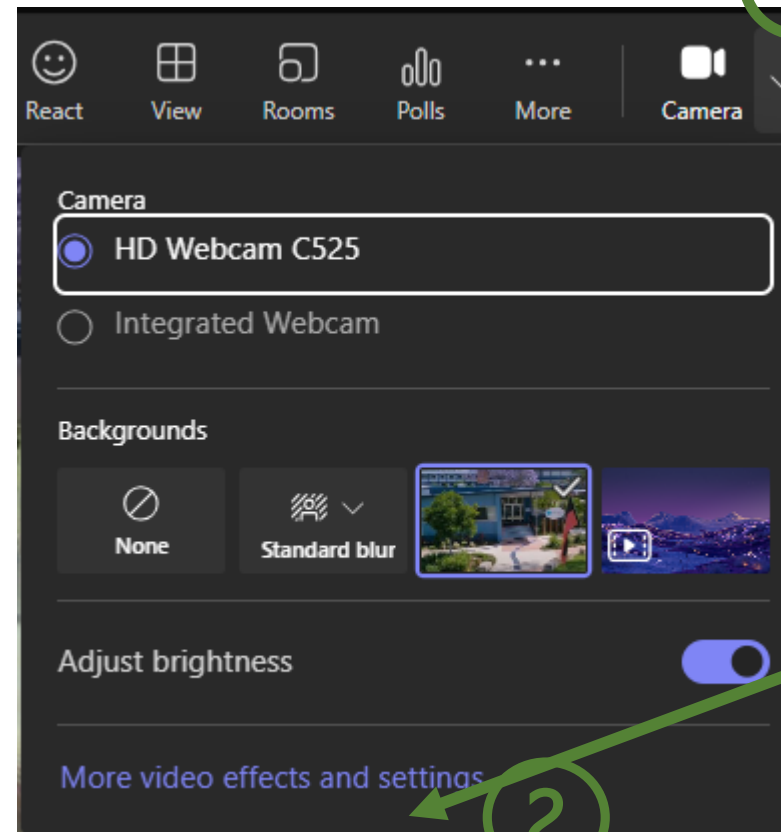 React View Rooms Polls More Camera
Camera
HD Webcam C525
Integrated Webcam
Backgrounds
None Standard blur
Adjust brightness
More video effects and settings
2